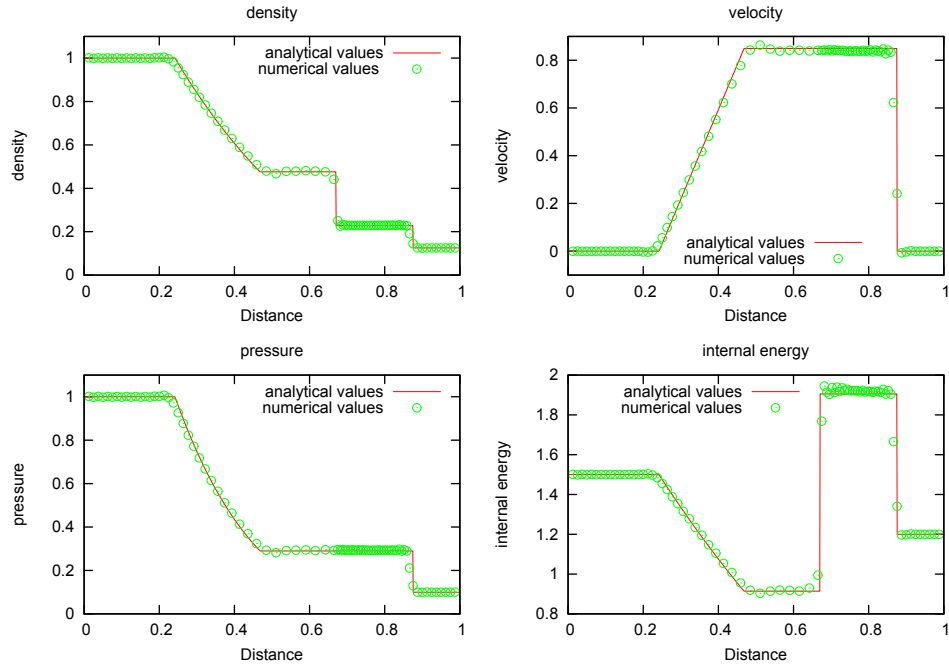 density
analytical values
numerical values
1
0.8
0.6
0.4
0.2
0
density
0 0.2 0.4 0.6 0.8 1
Distance
velocity
0.8
0.6
0.4
0.2
0
velocity
analytical values
numerical values
0 0.2 0.4 0.6 0.8 1
Distance
pressure
analytical values
numerical values
1
0.8
0.6
0.4
0.2
0
pressure
0 0.2 0.4 0.6 0.8 1
Distance
internal energy
analytical values
numerical values
2
1.8
1.6
1.4
1.2
1
0.8
internal energy
0 0.2 0.4 0.6 0.8 1
Distance